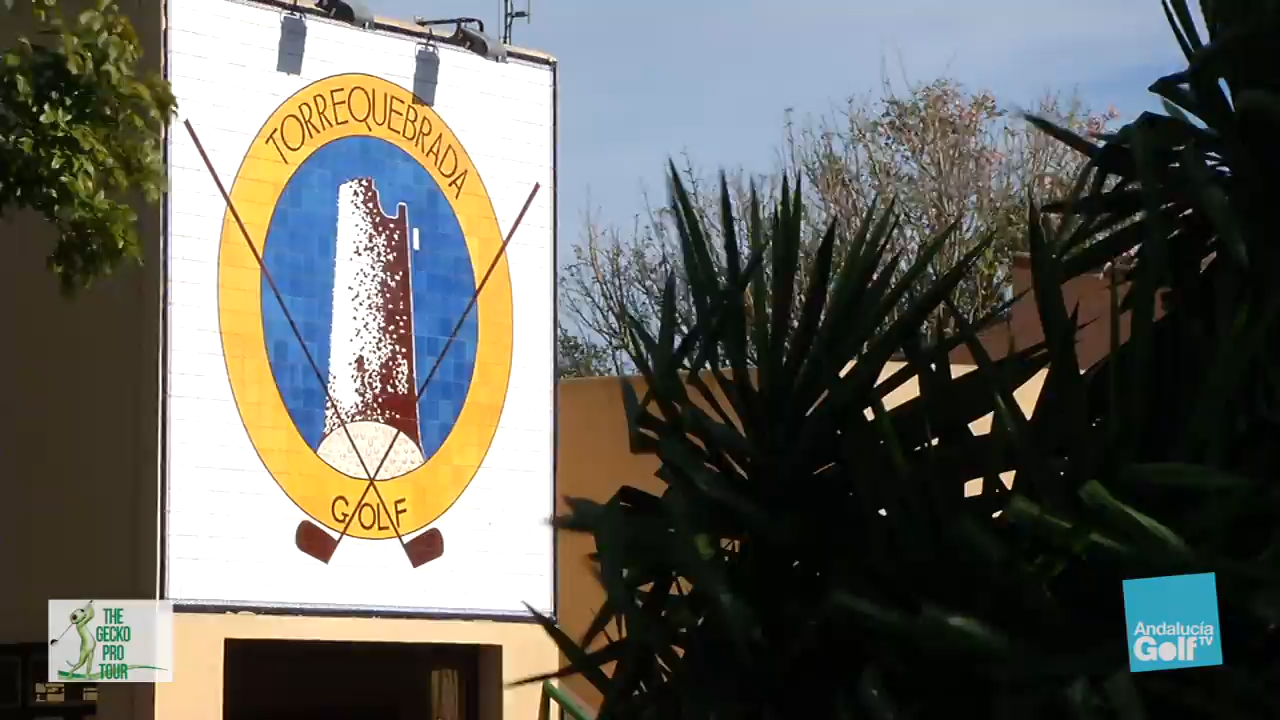 TORREQUEBRADA
GOLF
THE
GECKO
PRO
TOUR
Andalucía
Golf TV